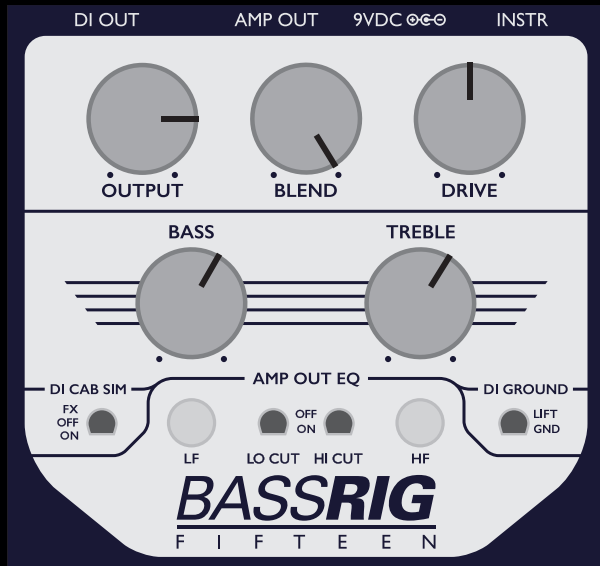 DI OUT AMP OUT 9VDC INSTR
OUTPUT BLEND DRIVE
BASS TREBLE
DI CAB SIM AMP OUT EQ DI GROUND
FX
OFF
ON
OFF
ON
LIFT
GND
LF LO CUT HI CUT HF
BASSRIG
FIFTEEN